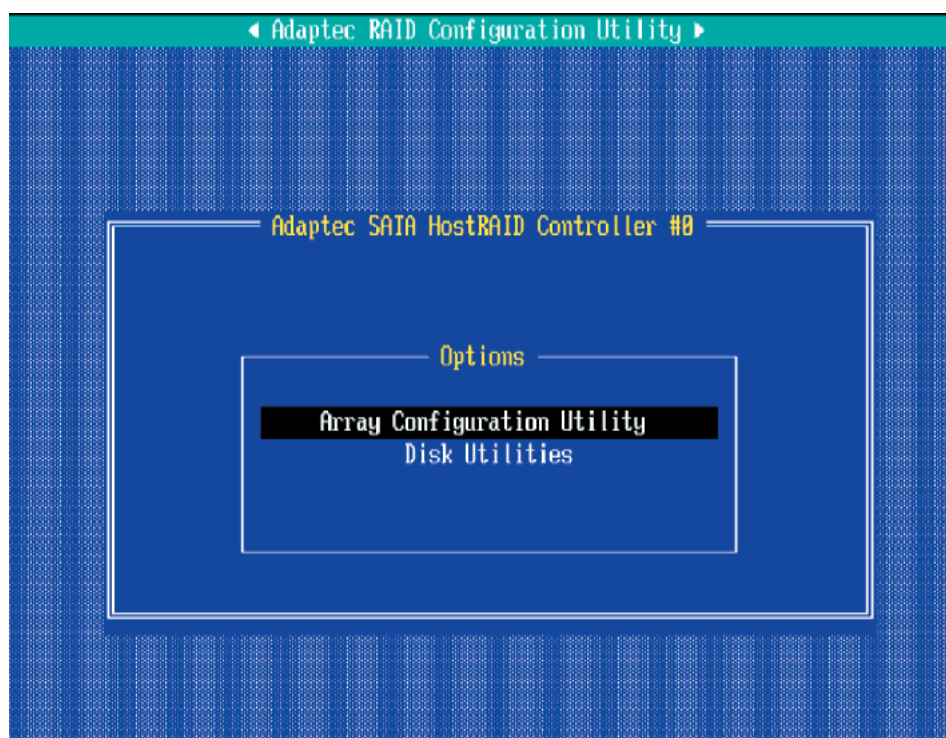 Adaptec RAID Configuration Utility
Adaptec SATA HostRAID Controller #0
Options
Array Configuration Utility
Disk Utilities